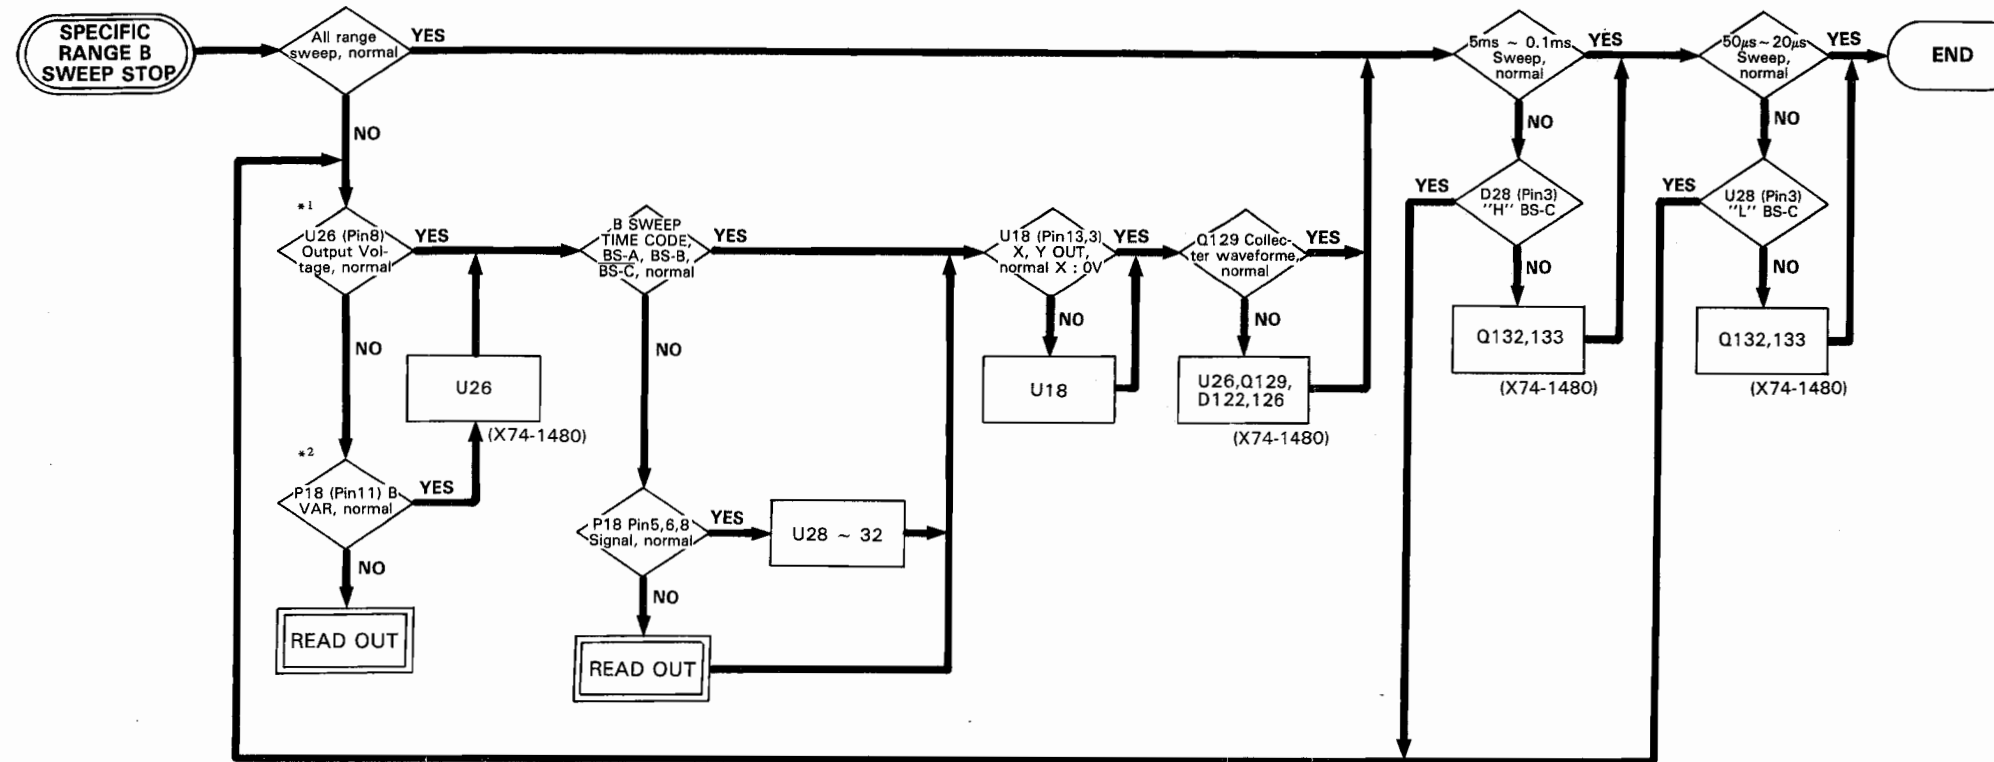 SPECIFIC
RANGE B
SWEEP STOP
All range
sweep, normal
YES
NO
5ms ~ 0.1ms
Sweep,
normal
YES
NO
50µs~20µs
Sweep,
normal
YES
NO
END
*1
U26 (Pin8)
Output Vol-
tage, normal
YES
NO
B SWEEP
TIME CODE,
BS-A, BS-B,
BS-C, normal
YES
NO
U18 (Pin13,3)
X, Y OUT,
normal X : 0V
YES
NO
Q129 Collec-
ter waveforme,
normal
YES
NO
D28 (Pin3)
"H" BS-C
YES
NO
U28 (Pin3)
"L" BS-C
YES
NO
U26
(X74-1480)
U18
U26,Q129,
D122,126
(X74-1480)
Q132,133
(X74-1480)
Q132,133
(X74-1480)
*2
P18 (Pin11) B
VAR, normal
YES
NO
READ OUT
P18 Pin5,6,8
Signal, normal
YES
NO
U28 ~ 32
READ OUT